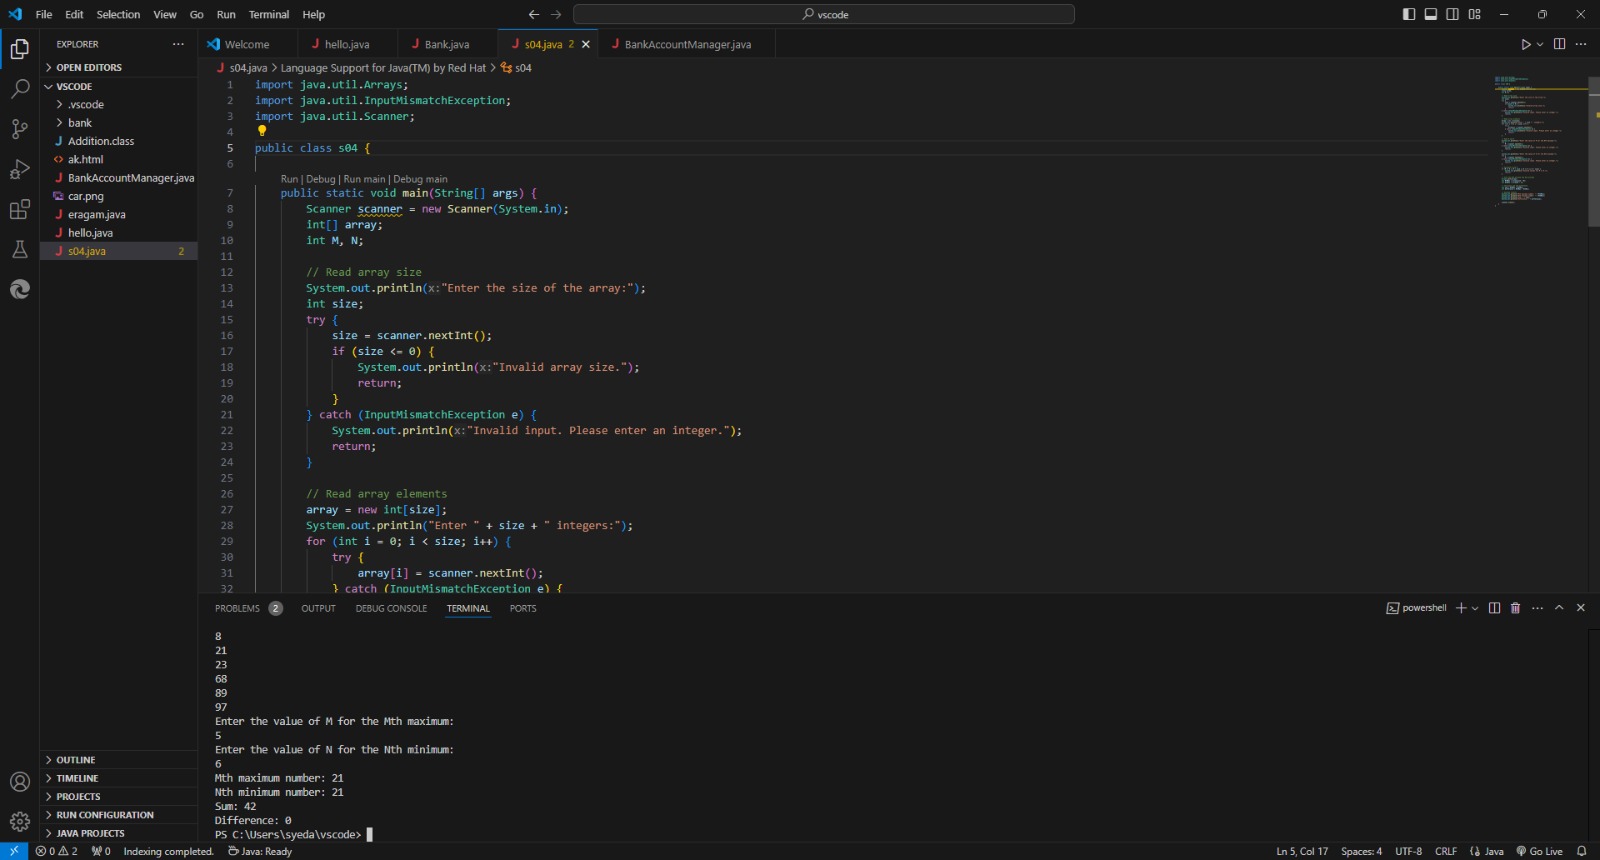 File Edit Selection View Go Run Terminal Help
vscode
EXPLORER
Welcome
hello.java
Bank.java
s04.java 2
BankAccountManager.java
OPEN EDITORS
VSCODE
.vscode
bank
Addition.class
ak.html
BankAccountManager.java
car.png
eragam.java
hello.java
s04.java 2
OUTLINE
TIMELINE
PROJECTS
RUN CONFIGURATION
JAVA PROJECTS
s04.java > Language Support for Java(TM) by Red Hat > s04
1 import java.util.Arrays;
2 import java.util.InputMismatchException;
3 import java.util.Scanner;
4
5 public class s04 {
6
Run | Debug | Run main | Debug main
7 public static void main(String[] args) {
8 Scanner scanner = new Scanner(System.in);
9 int[] array;
10 int M, N;
11
12 // Read array size
13 System.out.println(x:"Enter the size of the array:");
14 int size;
15 try {
16 size = scanner.nextInt();
17 if (size <= 0) {
18 System.out.println(x:"Invalid array size.");
19 return;
20 }
21 } catch (InputMismatchException e) {
22 System.out.println(x:"Invalid input. Please enter an integer.");
23 return;
24 }
25
26 // Read array elements
27 array = new int[size];
28 System.out.println("Enter " + size + " integers:");
29 for (int i = 0; i < size; i++) {
30 try {
31 array[i] = scanner.nextInt();
32 } catch (InputMismatchException e) {
PROBLEMS 2 OUTPUT DEBUG CONSOLE TERMINAL PORTS
powershell
8
21
23
68
89
97
Enter the value of M for the Mth maximum:
5
Enter the value of N for the Nth minimum:
6
Mth maximum number: 21
Nth minimum number: 21
Sum: 42
Difference: 0
PS C:\Users\syeda\vscode>
0 2 0 Indexing completed. Java: Ready
Ln 5, Col 17 Spaces: 4 UTF-8 CRLF Java Go Live